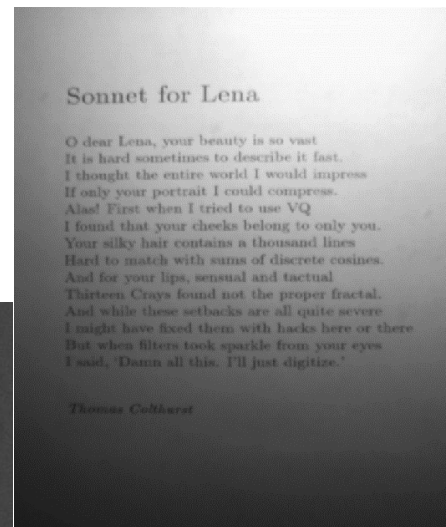 Sonnet for Lena
O dear Lena, your beauty is so vast
It is hard sometimes to describe it fast.
I thought the entire world I would impress
If only your portrait I could compress.
Alas! First when I tried to use VQ
I found that your cheeks belong to only you.
Your silky hair contains a thousand lines
Hard to match with sums of discrete cosines.
And for your lips, sensual and tactual
Thirteen Crays found not the proper fractal.
And while these setbacks are all quite severe
I might have fixed them with hacks here or there
But when filters took sparkle from your eyes
I said, ‘Damn all this. I'll just digitize.’
Thomas Colthurst